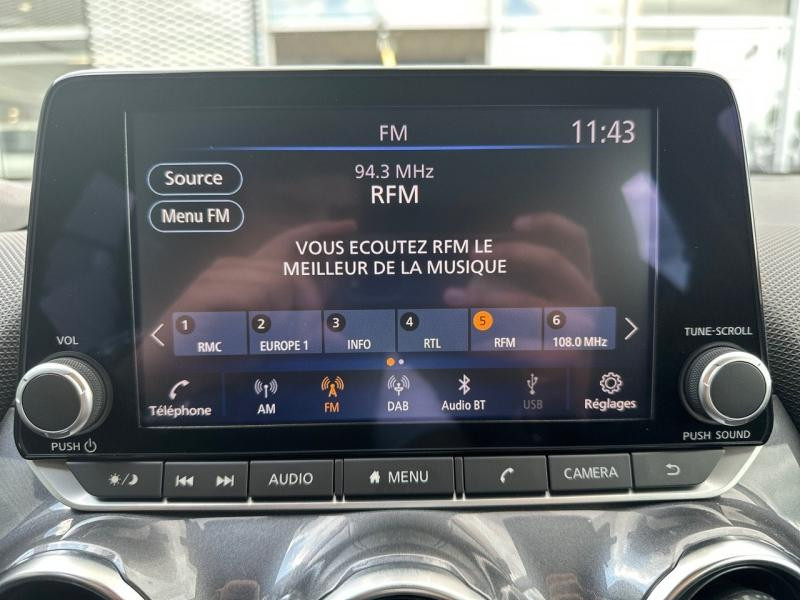 FM
11:43
Source
94.3 MHz
RFM
Menu FM
VOUS ECOUTEZ RFM LE
MEILLEUR DE LA MUSIQUE
1 RMC
2 EUROPE 1
3 INFO
4 RTL
5 RFM
6 108.0 MHz
VOL
TUNE-SCROLL
Téléphone
AM
FM
DAB
Audio BT
USB
Réglages
PUSH
PUSH SOUND
AUDIO
MENU
CAMERA